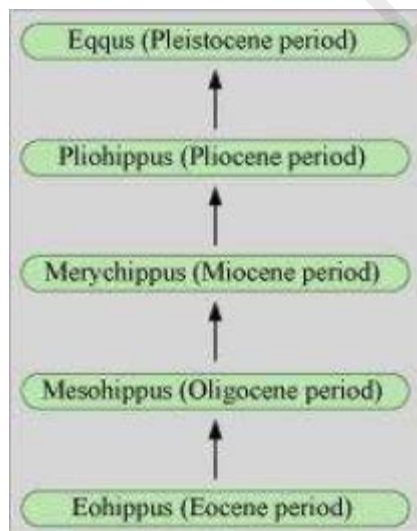 Eqqus (Pleistocene period)
Pliohippus (Pliocene period)
Merychippus (Miocene period)
Mesohippus (Oligocene period)
Eohippus (Eocene period)